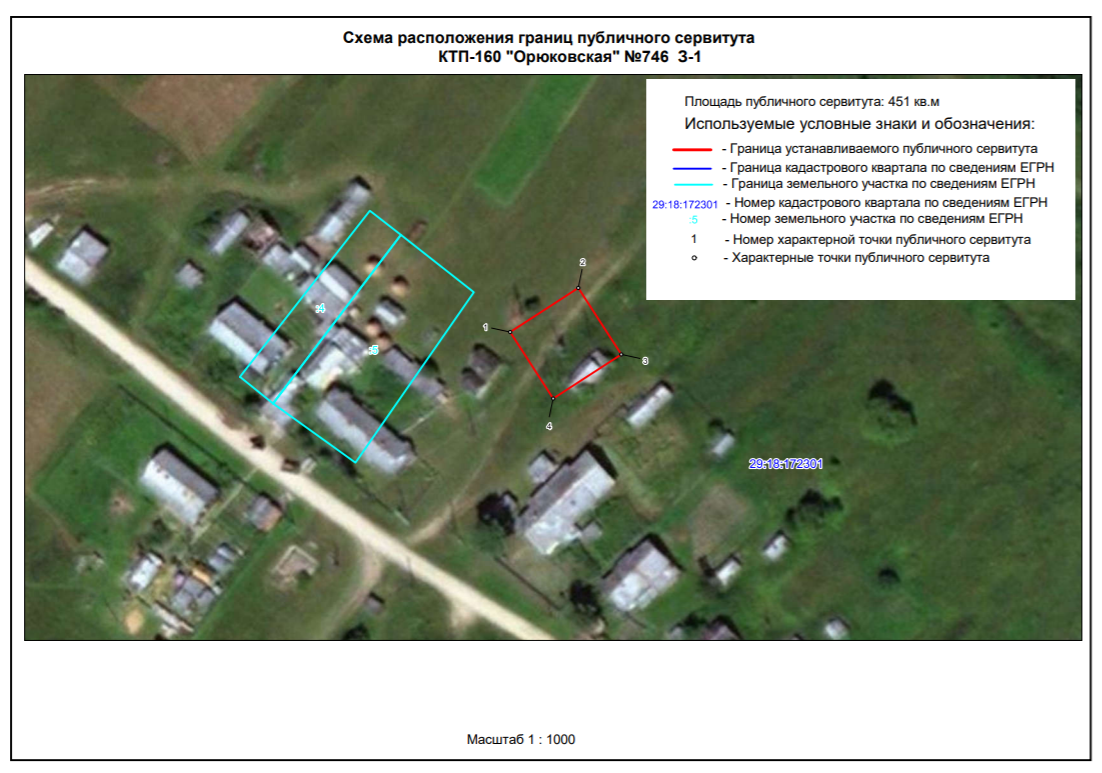 Схема расположения границ публичного сервитута
КТП-160 "Орюковская" №746 З-1
Площадь публичного сервитута: 451 кв.м
Используемые условные знаки и обозначения:
- Граница устанавливаемого публичного сервитута
- Граница кадастрового квартала по сведениям ЕГРН
- Граница земельного участка по сведениям ЕГРН
29:18:172301 - Номер кадастрового квартала по сведениям ЕГРН
:5 - Номер земельного участка по сведениям ЕГРН
1 - Номер характерной точки публичного сервитута
- Характерные точки публичного сервитута
2
:4
1
:5
3
4
29:18:172301
Масштаб 1 : 1000